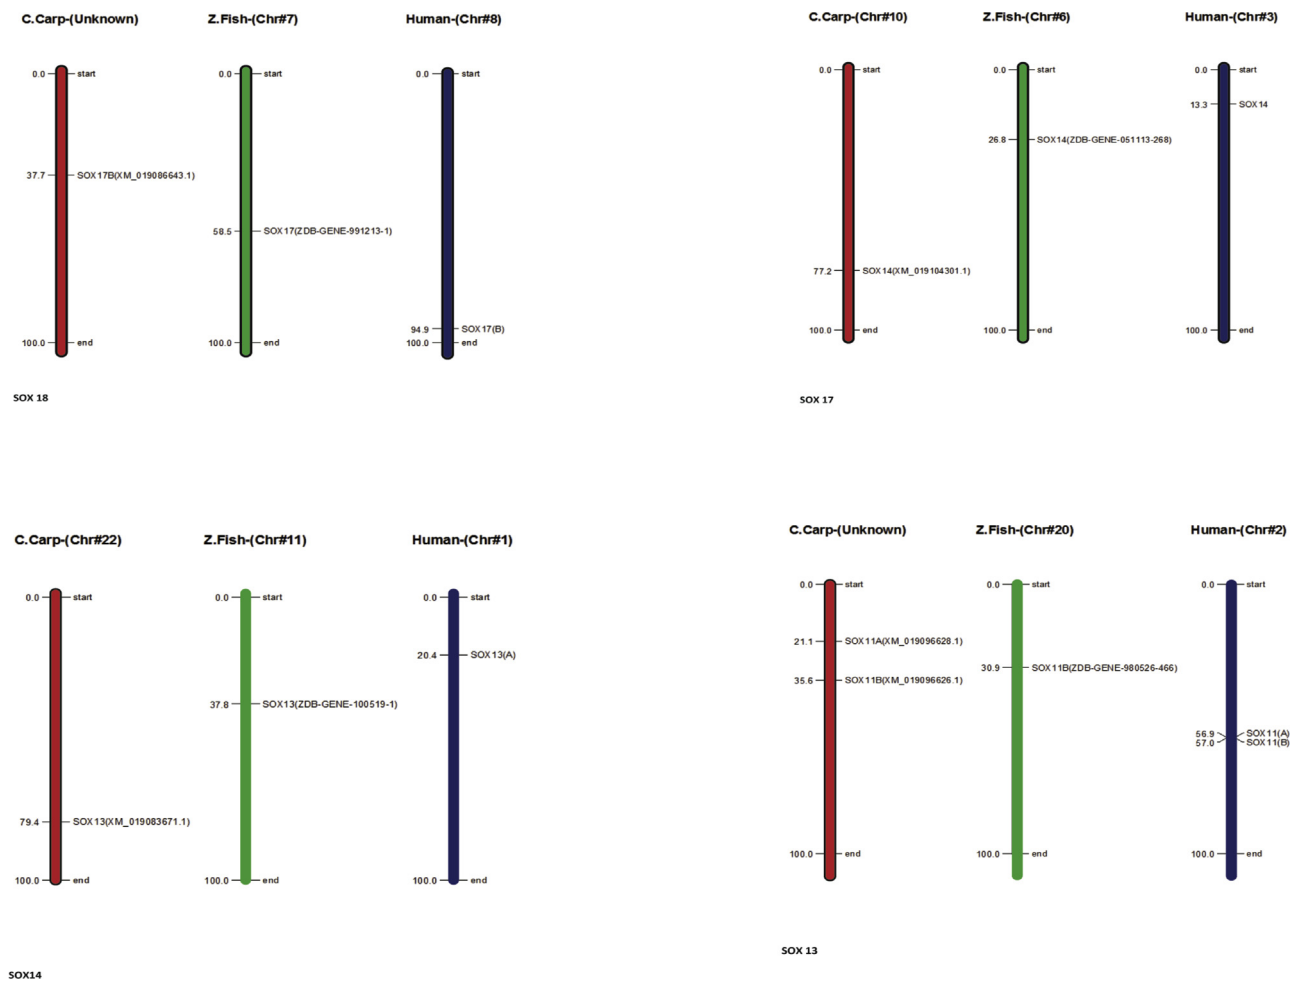 C.Carp-(Unknown) Z.Fish-(Chr#7) Human-(Chr#8)
0.0 start 0.0 start 0.0 start
37.7 SOX17B(XM_019086643.1)
58.5 SOX17(ZDB-GENE-991213-1)
94.9 SOX17(B)
100.0 end 100.0 end 100.0 end
SOX 18
C.Carp-(Chr#10) Z.Fish-(Chr#6) Human-(Chr#3)
0.0 start 0.0 start 0.0 start
13.3 SOX14
26.8 SOX14(ZDB-GENE-051113-268)
77.2 SOX14(XM_019104301.1)
100.0 end 100.0 end 100.0 end
SOX 17
C.Carp-(Chr#22) Z.Fish-(Chr#11) Human-(Chr#1)
0.0 start 0.0 start 0.0 start
20.4 SOX13(A)
37.8 SOX13(ZDB-GENE-100519-1)
79.4 SOX13(XM_019083671.1)
100.0 end 100.0 end 100.0 end
SOX14
C.Carp-(Unknown) Z.Fish-(Chr#20) Human-(Chr#2)
0.0 start 0.0 start 0.0 start
21.1 SOX11A(XM_019096628.1)
30.9 SOX11B(ZDB-GENE-980526-466)
35.6 SOX11B(XM_019096626.1)
56.9 SOX11(A)
57.0 SOX11(B)
100.0 end 100.0 end 100.0 end
SOX 13